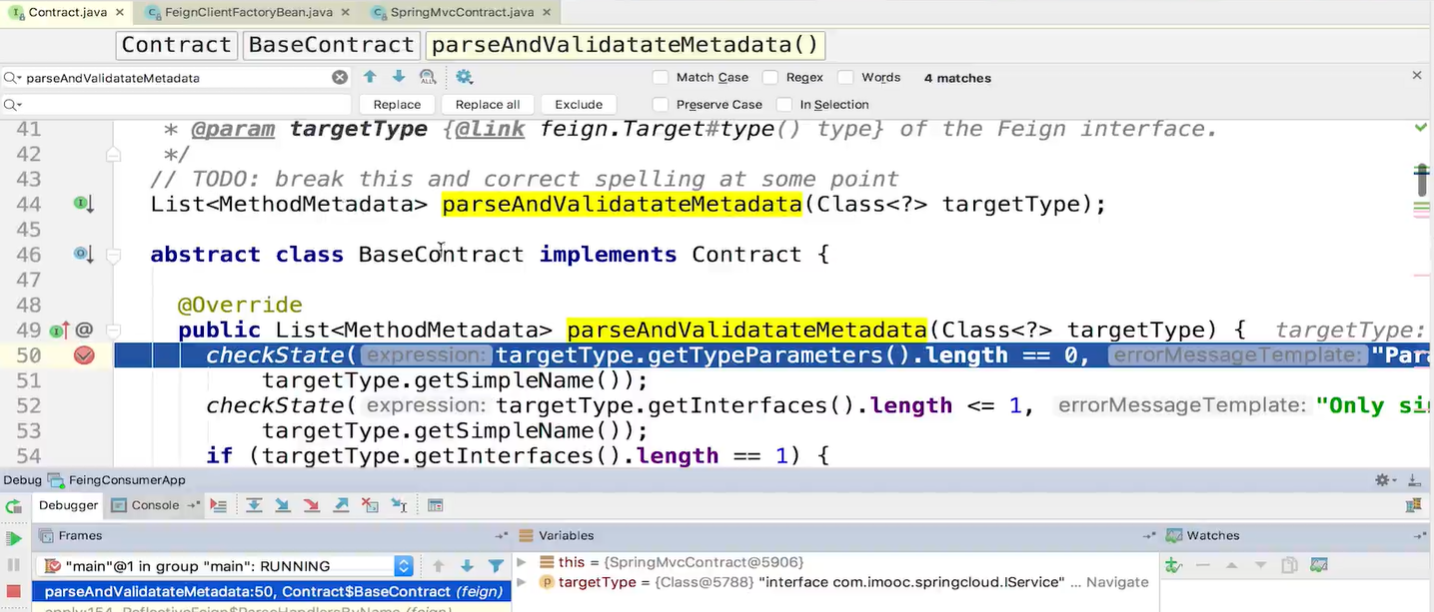 Contract.java × FeignClientFactoryBean.java × SpringMvcContract.java ×
Contract BaseContract parseAndValidatateMetadata()
parseAndValidatateMetadata Match Case Regex Words 4 matches
Replace Replace all Exclude Preserve Case In Selection
41 * @param targetType {@link feign.Target#type() type} of the Feign interface.
42 */
43 // TODO: break this and correct spelling at some point
44 List<MethodMetadata> parseAndValidatateMetadata(Class<?> targetType);
45
46 abstract class BaseContract implements Contract {
47
48 @Override
49 public List<MethodMetadata> parseAndValidatateMetadata(Class<?> targetType) { targetType:
50 checkState( expression: targetType.getTypeParameters().length == 0, errorMessageTemplate: "Para
51 targetType.getSimpleName());
52 checkState( expression: targetType.getInterfaces().length <= 1, errorMessageTemplate: "Only si
53 targetType.getSimpleName());
54 if (targetType.getInterfaces().length == 1) {
Debug FeingConsumerApp
Debugger Console
Frames Variables Watches
"main"@1 in group "main": RUNNING this = {SpringMvcContract@5906}
parseAndValidatateMetadata:50, Contract$BaseContract (feign) targetType = {Class@5788} "interface com.imooc.springcloud.IService" ... Navigate
apply:154, ReflectiveFeign$ParseHandlersByName (feign)